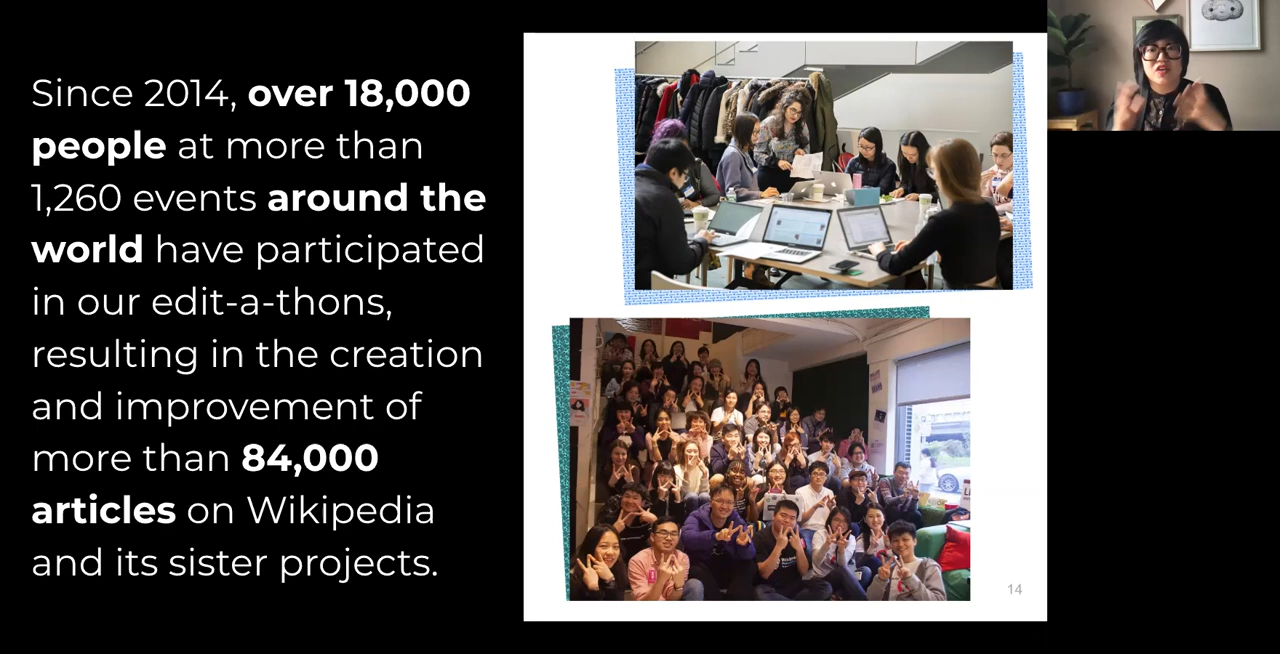 Since 2014, over 18,000
people at more than
1,260 events around the
world have participated
in our edit-a-thons,
resulting in the creation
and improvement of
more than 84,000
articles on Wikipedia
and its sister projects.
14